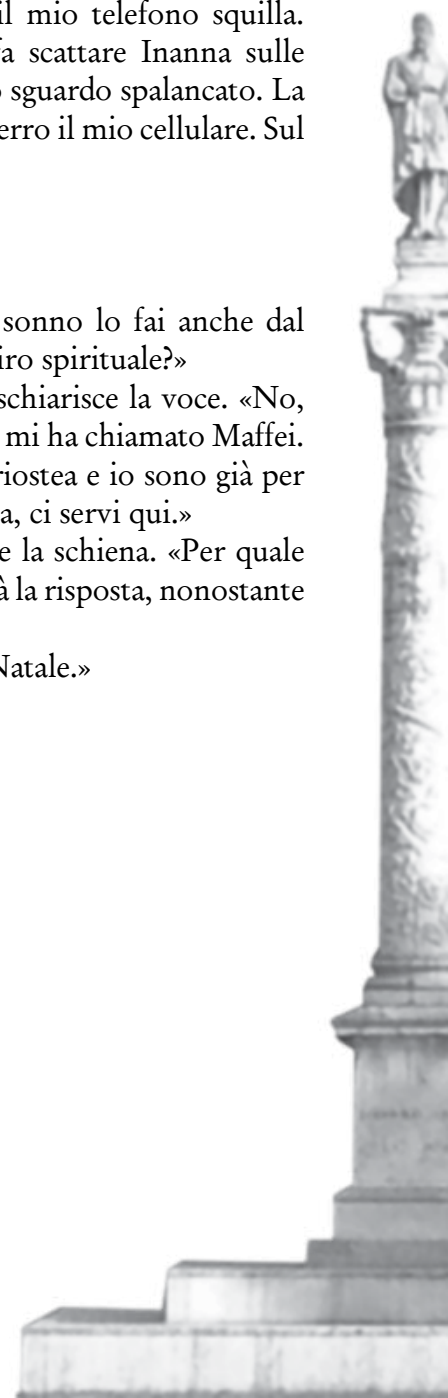 il mio telefono squilla.
fa scattare Inanna sulle
sguardo spalancato. La
erro il mio cellulare. Sul
sonno lo fai anche dal
iro spirituale?»
schiarisce la voce. «No,
mi ha chiamato Maffei.
riostea e io sono già per
a, ci servi qui.»
e la schiena. «Per quale
à la risposta, nonostante
Natale.»